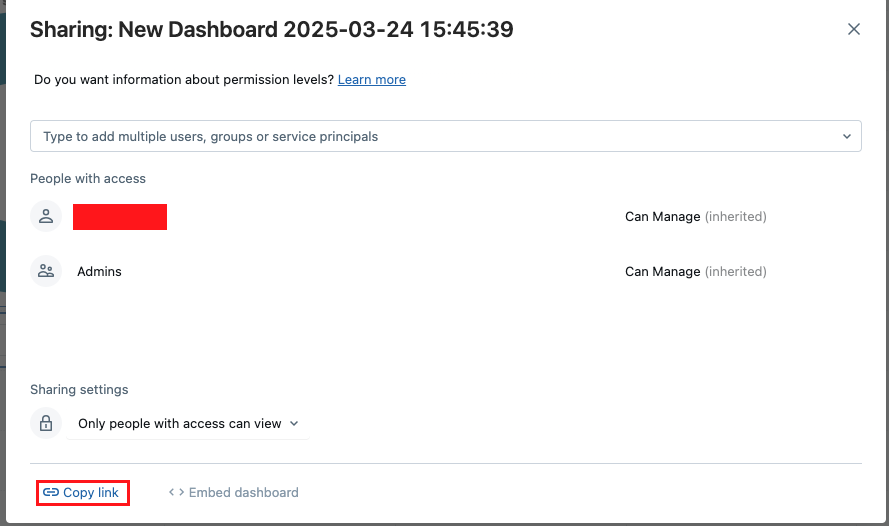 Sharing: New Dashboard 2025-03-24 15:45:39
Do you want information about permission levels? Learn more
Type to add multiple users, groups or service principals
People with access
Can Manage (inherited)
Admins Can Manage (inherited)
Sharing settings
Only people with access can view
Copy link Embed dashboard